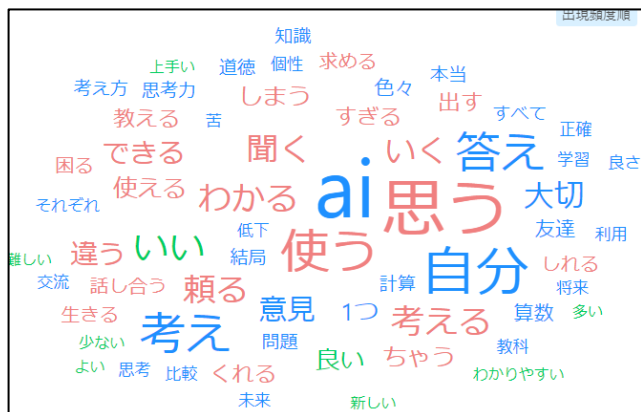 出現頻度順
知識
上手い 道徳 個性 求める
考え方 思考力 しまう 色々 本当
教える 苦 すぎる 出す すべて
困る できる 聞く いく 答え 正確
使える わかる ai 思う 大切 学習 良さ
それぞれ 低下 友達 利用
難しい 違う いい 結局 使う 自分 しれる
交流 話し合う 頼る 計算 将来
生きる 考え 意見 1つ 考える 算数 多い
少ない 問題 教科
よい 思考 比較 くれる 良い ちゃう わかりやすい
未来 新しい